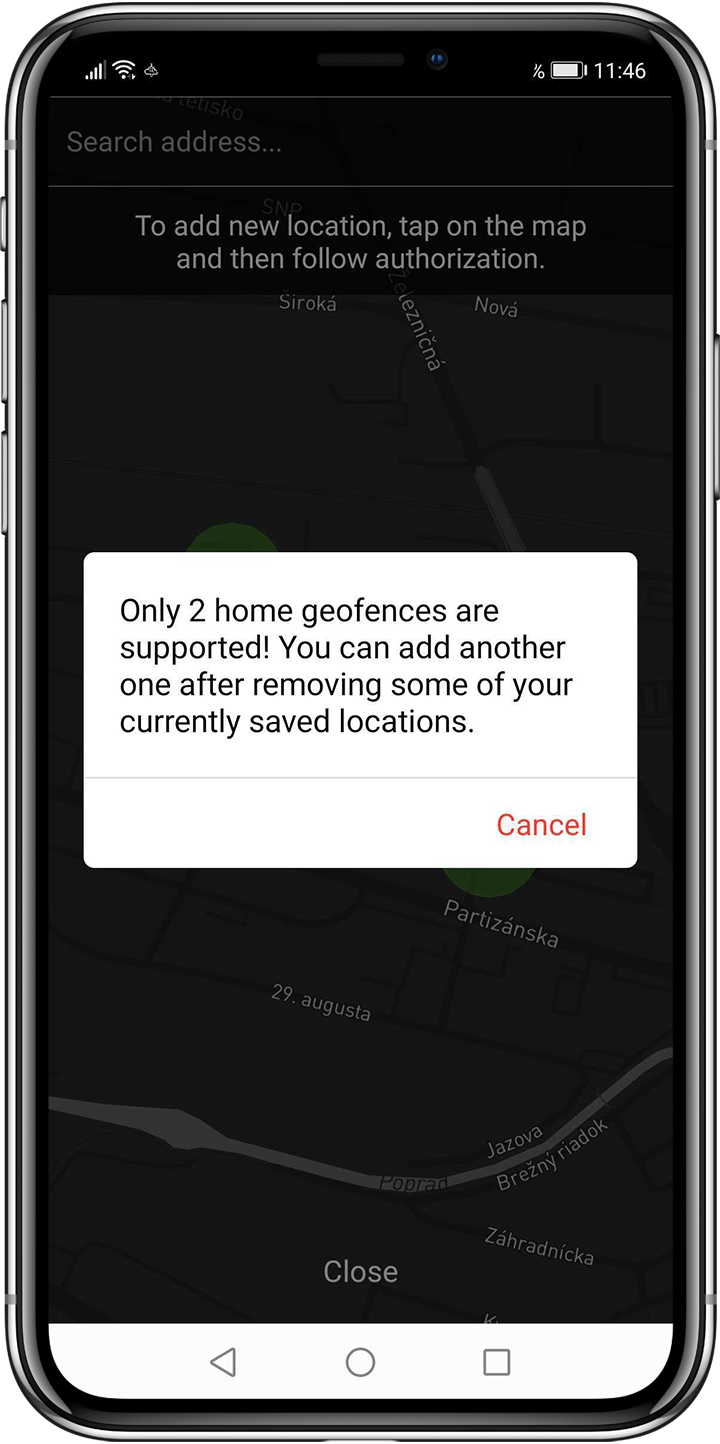 11:46
na letisko
Search address...
SNP
To add new location, tap on the map
and then follow authorization.
Široká
Železničná
Nová
Only 2 home geofences are
supported! You can add another
one after removing some of your
currently saved locations.
Cancel
Partizánska
29. augusta
Jazova
Brežný riadok
Poprad
Záhradnícka
Close